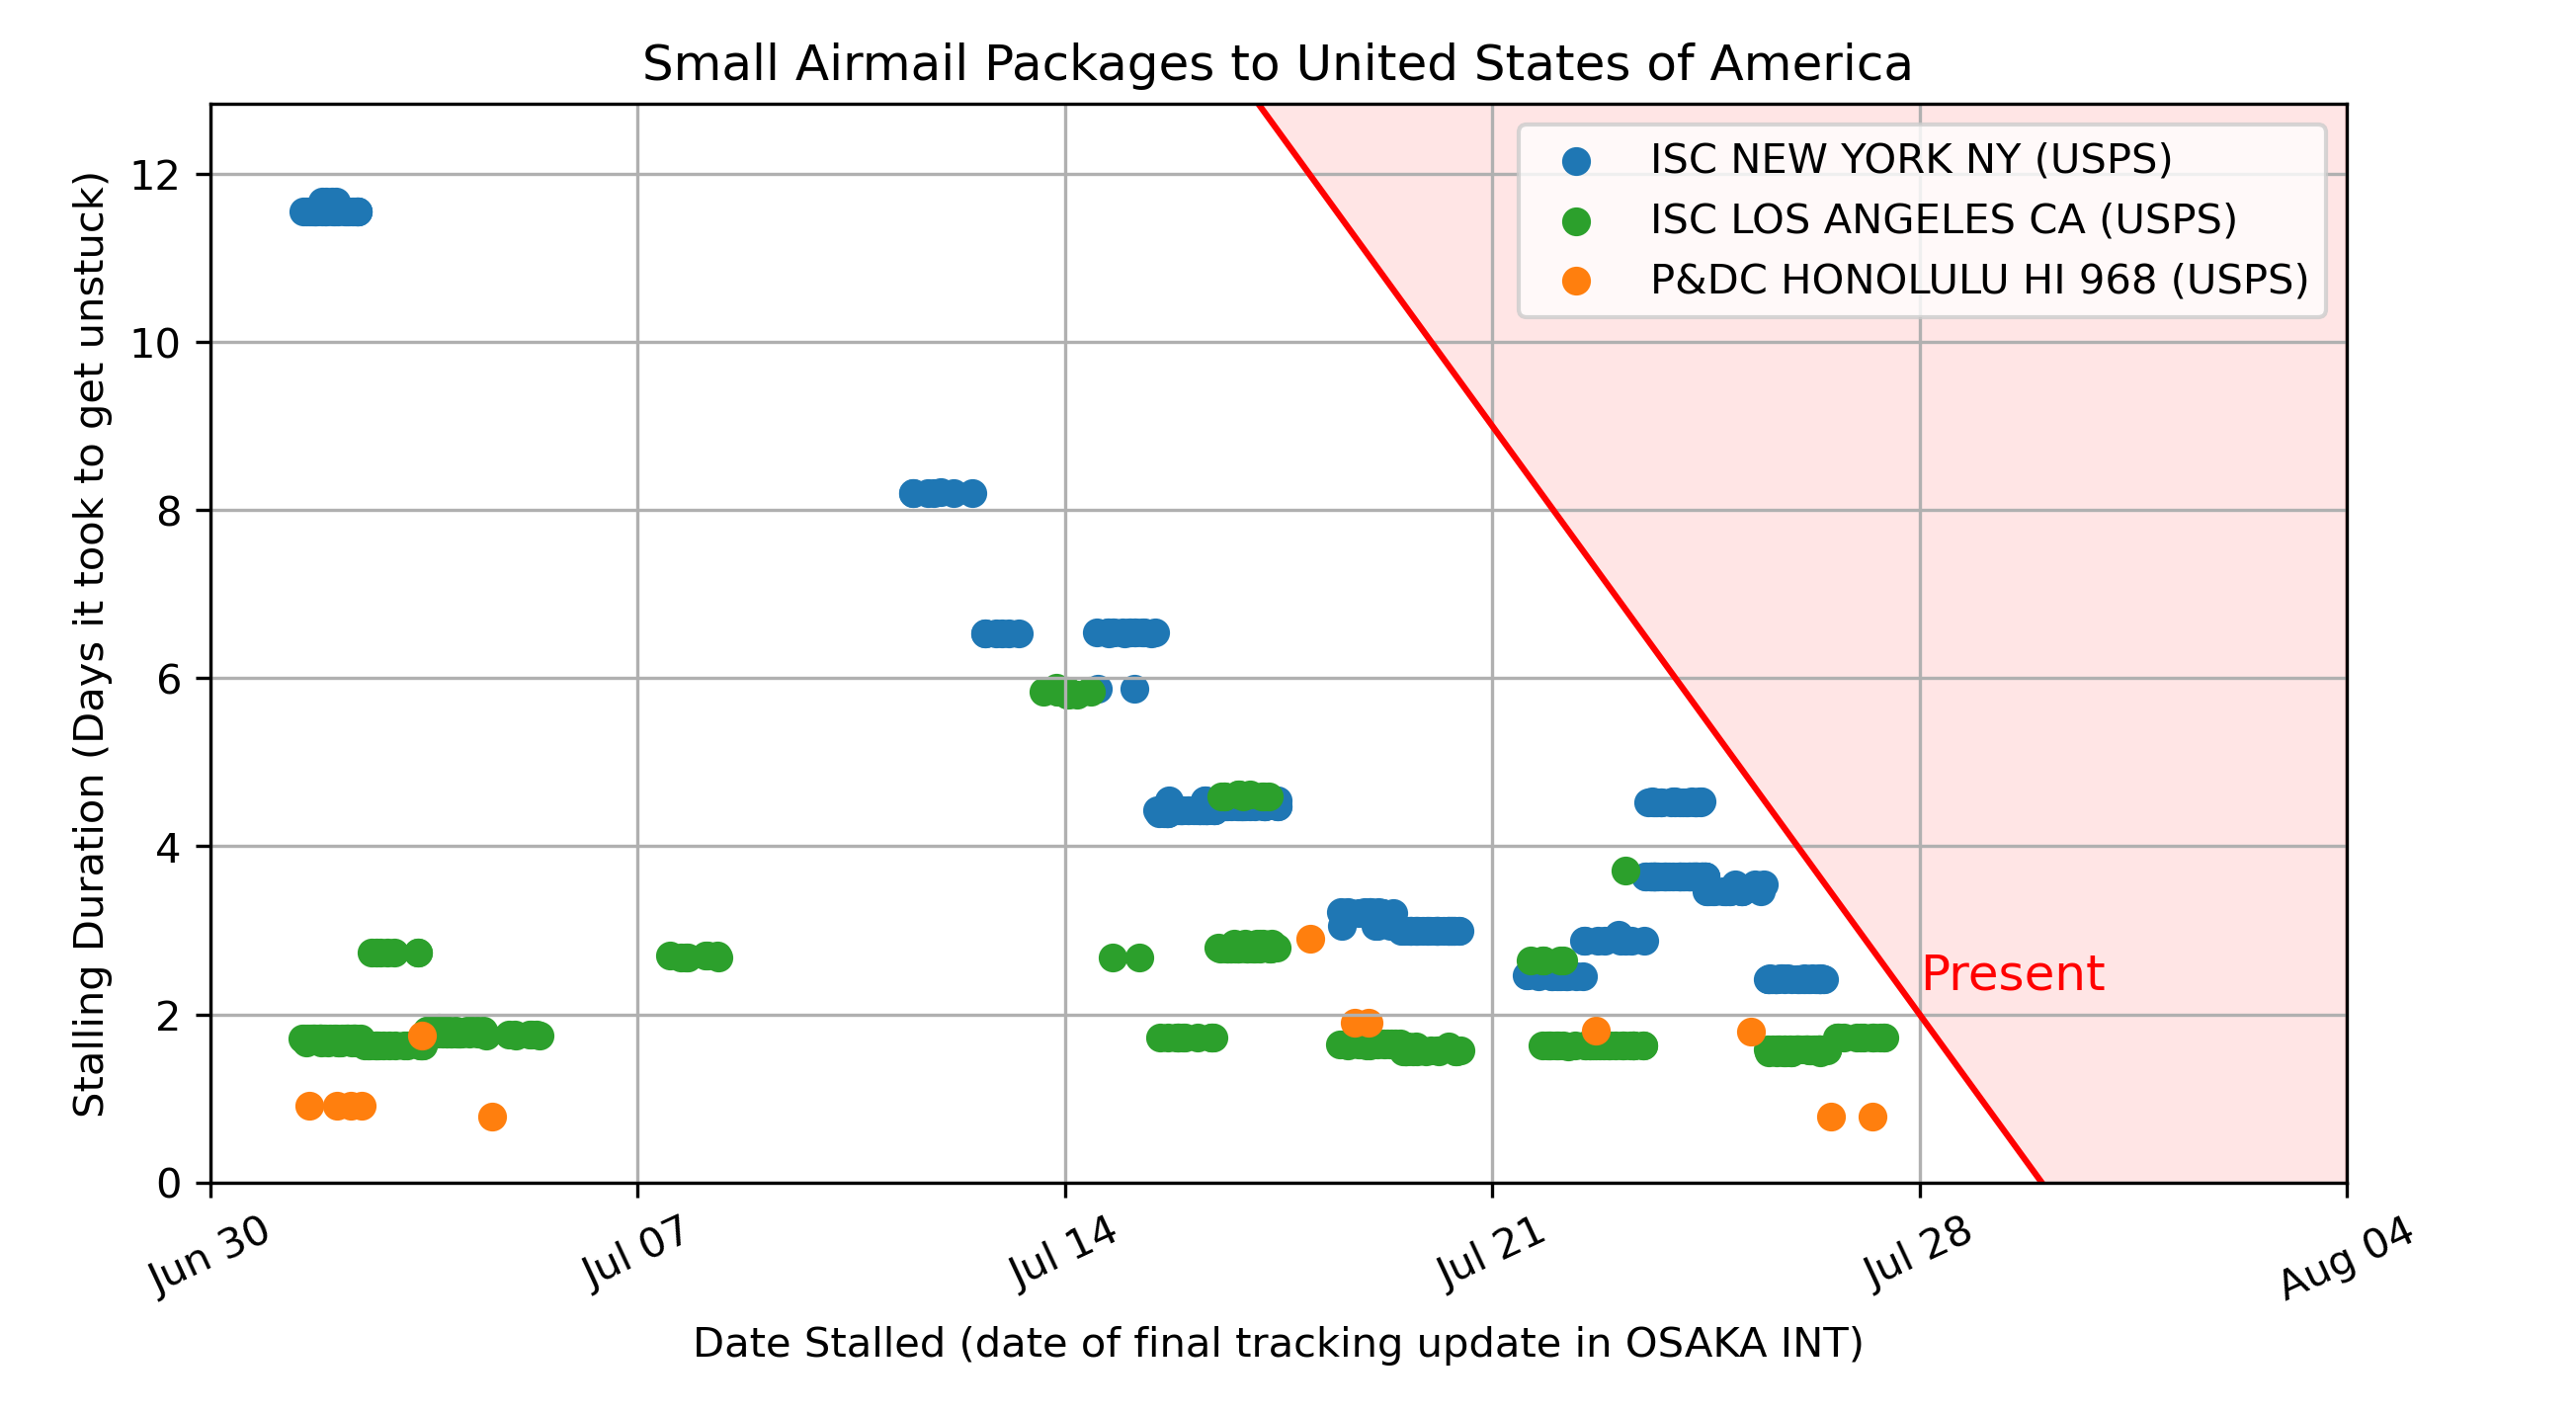 Small Airmail Packages to United States of America
ISC NEW YORK NY (USPS)
ISC LOS ANGELES CA (USPS)
P&DC HONOLULU HI 968 (USPS)
Stalling Duration (Days it took to get unstuck)
12
10
8
6
4
2
0
Present
Jun 30
Jul 07
Jul 14
Jul 21
Jul 28
Aug 04
Date Stalled (date of final tracking update in OSAKA INT)